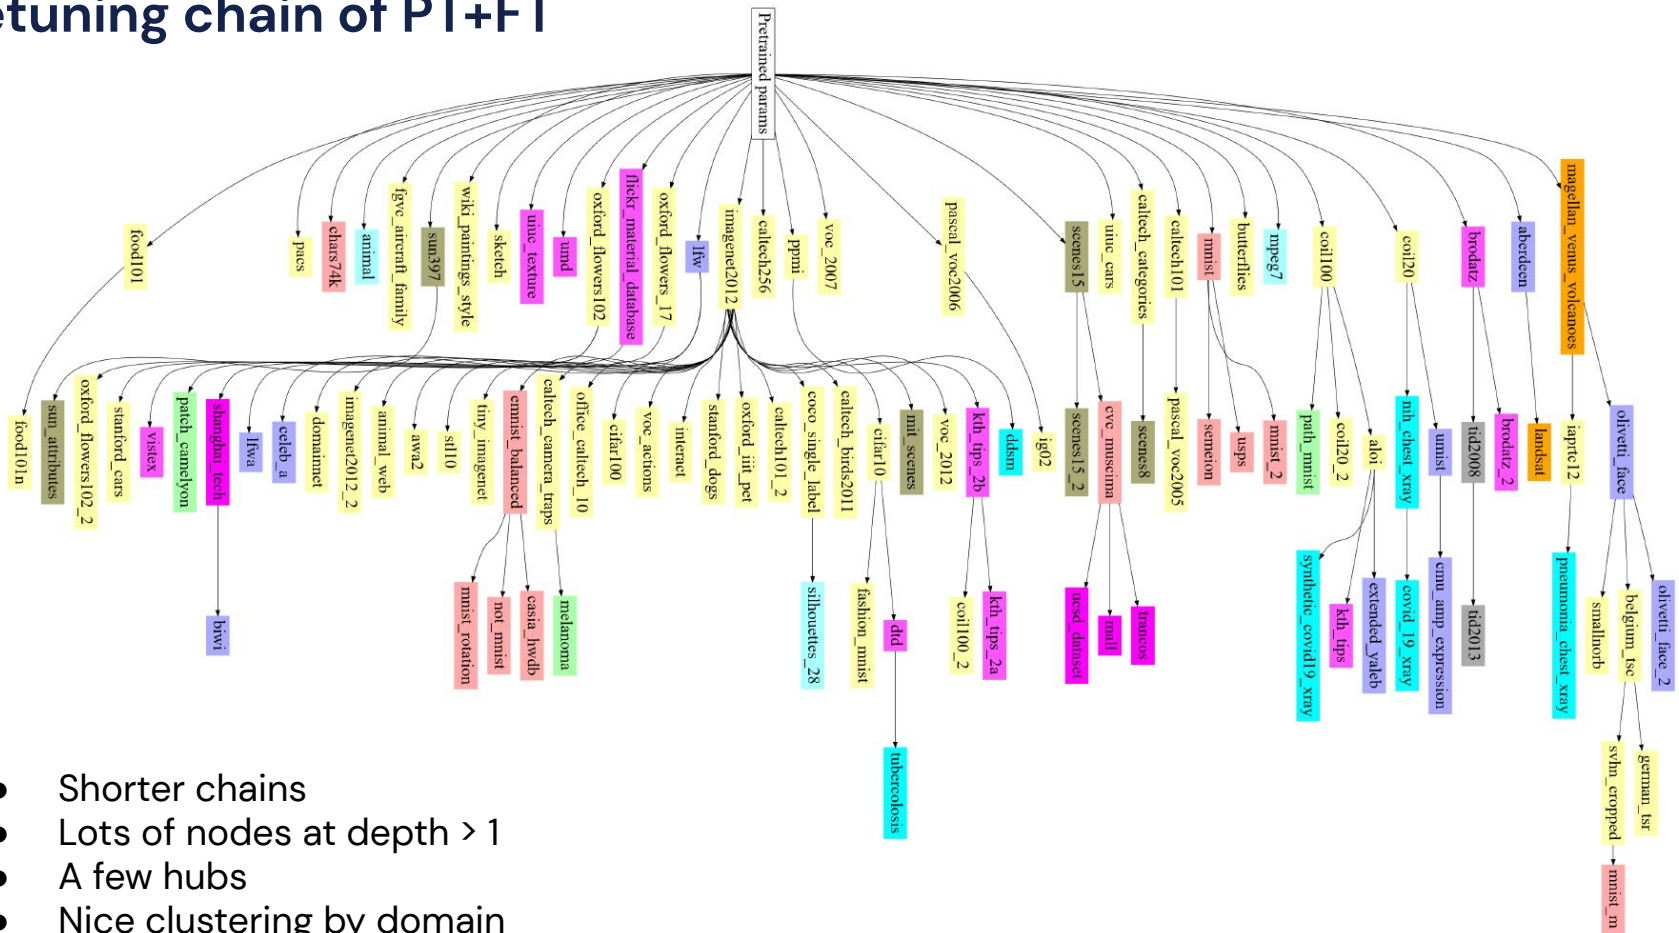 etuning chain of PT+FT
Pretrained params
food101
pacs
chars74k
animal
fgvc_aircraft_family
sun397
wiki_paintings_style
sketch
uiuc_texture
umd
oxford_flowers102
flickr_material_database
oxford_flowers_17
lfw
imagenet2012
caltech256
ppmi
voc_2007
pascal_voc2006
scenes15
uiuc_cars
caltech_categories
caltech101
mnist
butterflies
mpeg7
coil100
coil20
brodatz
aberdeen
magellan_venus_volcanoes
food101n
sun_attributes
oxford_flowers102_2
stanford_cars
vistex
patch_camelyon
shanghai_tech
lfwa
celeb_a
domainnet
imagenet2012_2
animal_web
awa2
stl10
tiny_imagenet
emnist_balanced
caltech_camera_traps
office_caltech_10
cifar100
voc_actions
internet
stanford_dogs
oxford_iiit_pet
caltech101_2
coco_single_label
caltech_birds2011
cifar10
mit_scenes
voc_2012
kth_tips_2b
ddsm
ig02
scenes15_2
cvc_muscima
scenes8
pascal_voc2005
semeion
usps
mnist_2
path_mnist
coil20_2
aloi
nih_chest_xray
umist
tid2008
brodatz_2
landsat
iaprtc12
olivetti_face
biwi
mnist_rotation
not_mnist
casia_hwdb
melanoma
silhouettes_28
fashion_mnist
dtd
coil100_2
kth_tips_2a
ucsd_dataset
mall
trancos
synthetic_covid19_xray
kth_tips
extended_yaleb
covid_19_xray
cmu_amp_expression
tid2013
pneumonia_chest_xray
smallnorb
belgium_tsc
olivetti_face_2
tubercolosis
svhn_cropped
german_tsr
mnist_m
• Shorter chains
• Lots of nodes at depth > 1
• A few hubs
• Nice clustering by domain